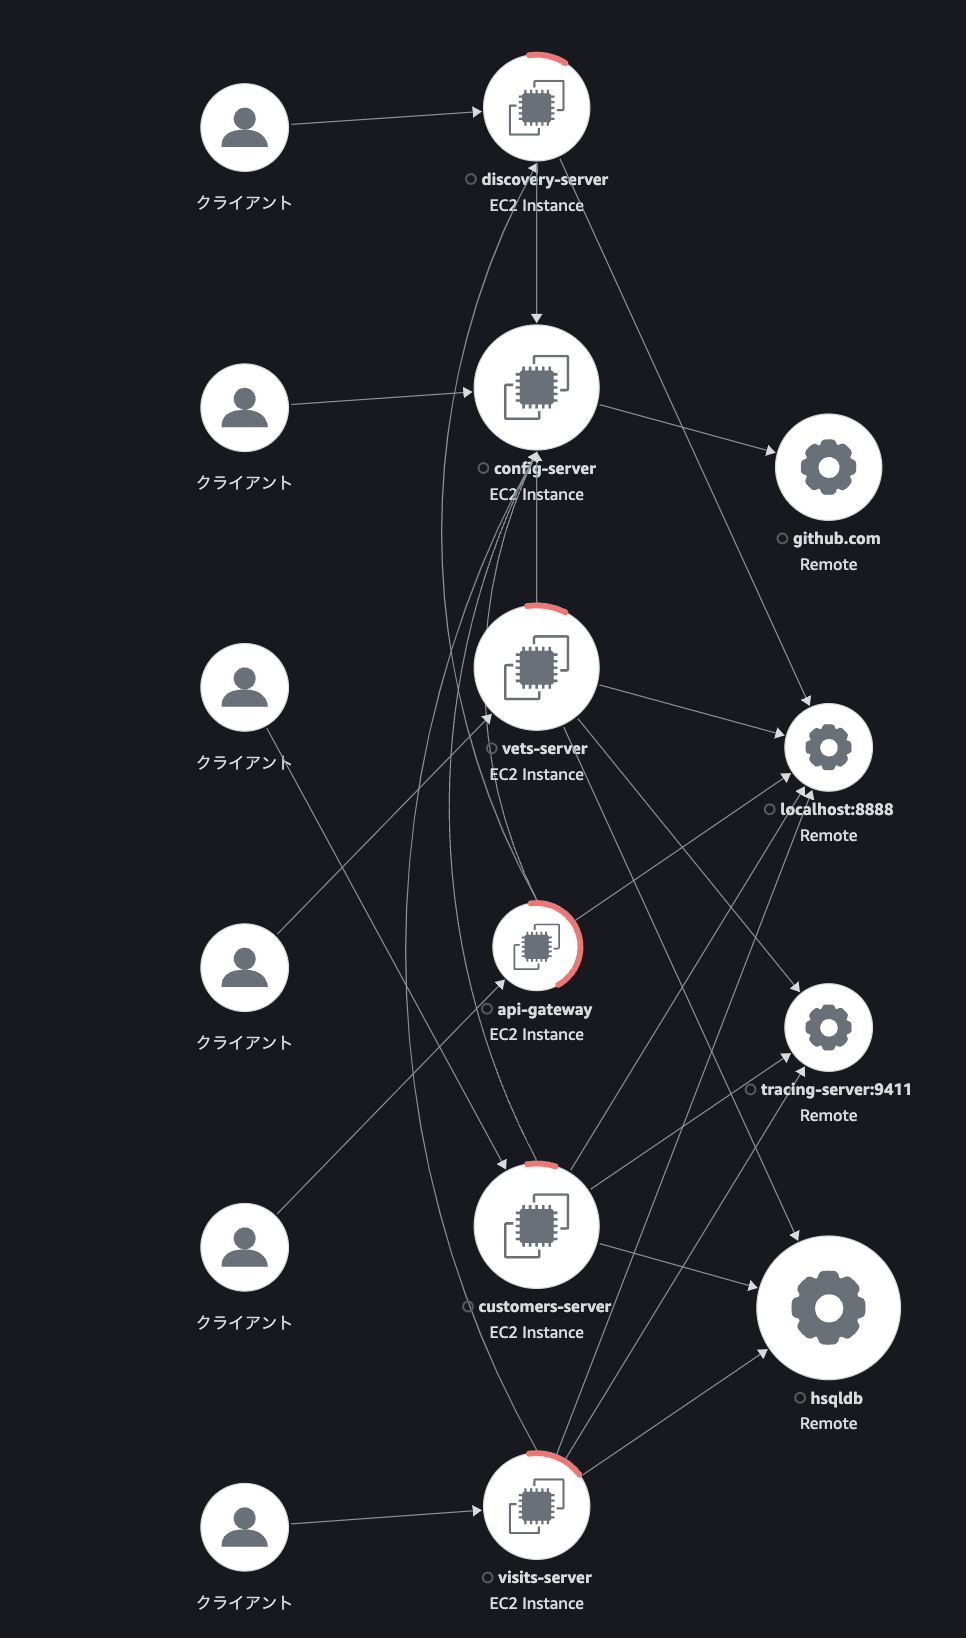 discovery-server
EC2 Instance
クライアント
config-server
EC2 Instance
クライアント
github.com
Remote
vets-server
EC2 Instance
クライアント
localhost:8888
Remote
api-gateway
EC2 Instance
クライアント
tracing-server:9411
Remote
customers-server
EC2 Instance
クライアント
hsqldb
Remote
visits-server
EC2 Instance
クライアント